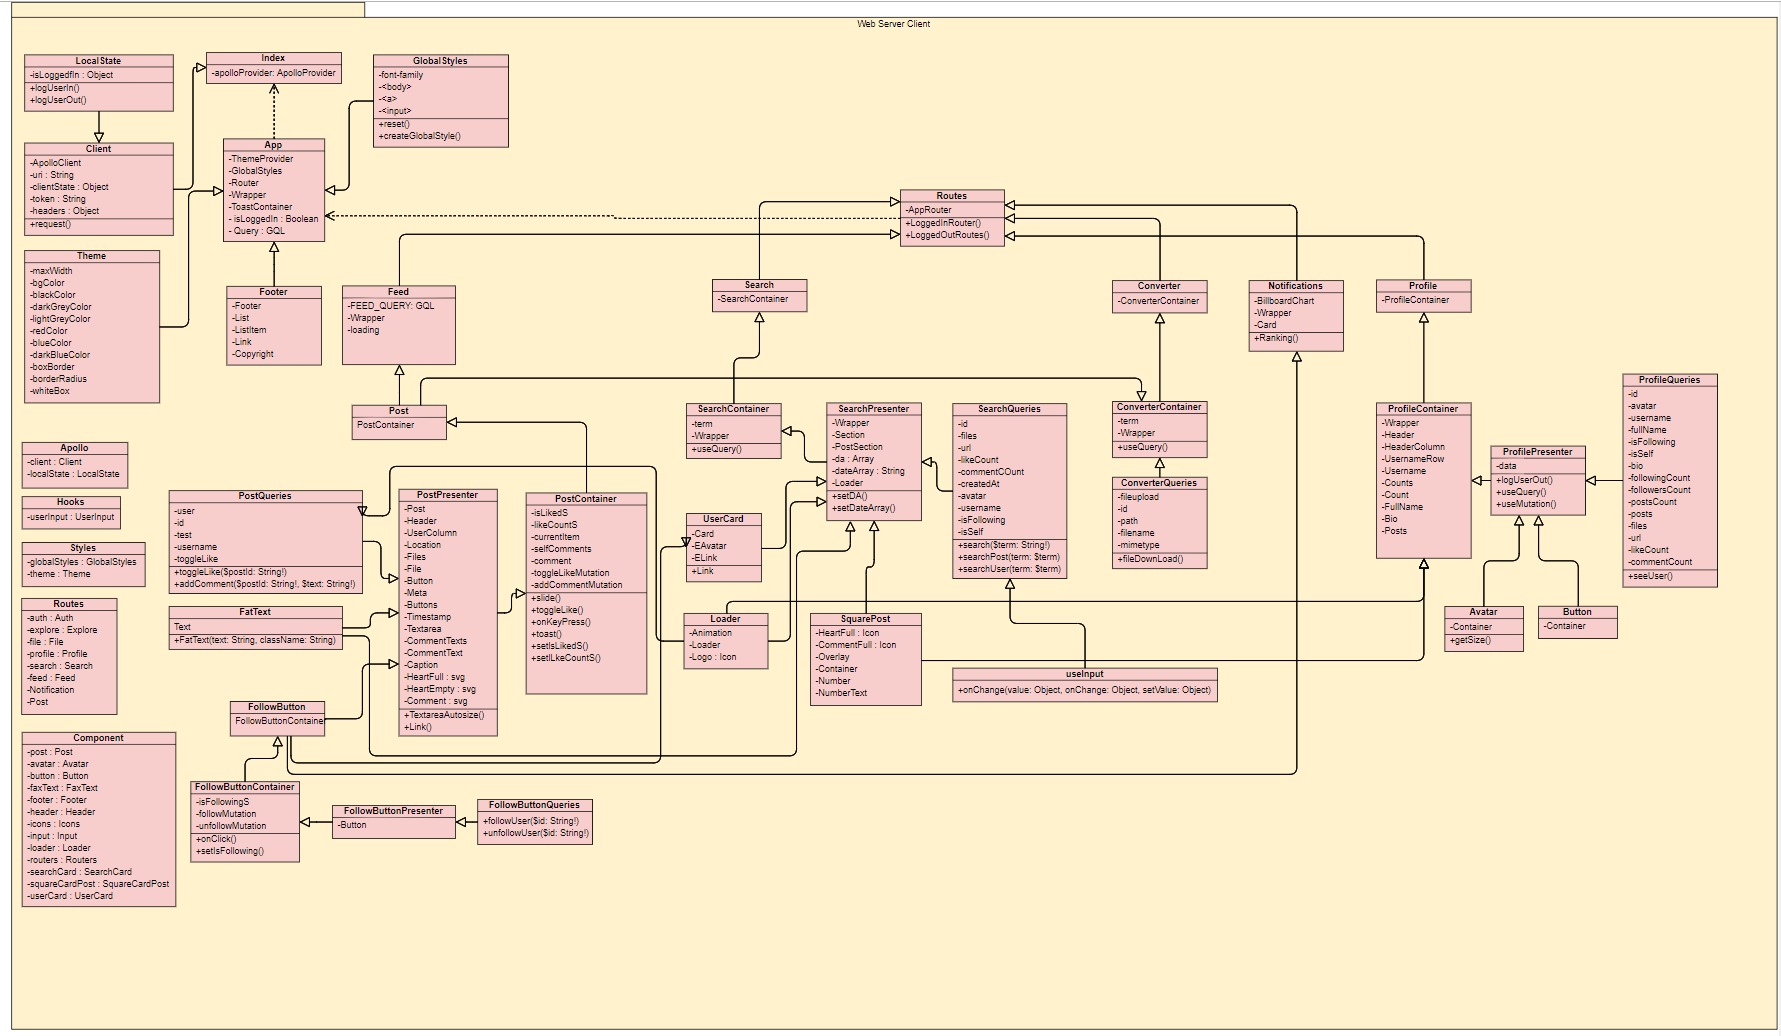 Web Server Client
LocalState
-isLoggedfIn : Object
+logUserIn()
+logUserOut()
Index
-apolloProvider: ApolloProvider
GlobalStyles
-font-family
-<body>
-<a>
-<input>
+reset()
+createGlobalStyle()
Client
-ApolloClient
-uri : String
-clientState : Object
-token : String
-headers : Object
+request()
App
-ThemeProvider
-GlobalStyles
-Router
-Wrapper
-ToastContainer
- isLoggedIn : Boolean
- Query : GQL
Routes
-AppRouter
+LoggedInRouter()
+LoggedOutRoutes()
Theme
-maxWidth
-bgColor
-blackColor
-darkGreyColor
-lightGreyColor
-redColor
-blueColor
-darkBlueColor
-boxBorder
-borderRadius
-whiteBox
Footer
-Footer
-List
-ListItem
-Link
-Copyright
Feed
-FEED_QUERY: GQL
-Wrapper
-loading
Search
-SearchContainer
Converter
-ConverterContainer
Notifications
-BillboardChart
-Wrapper
-Card
+Ranking()
Profile
-ProfileContainer
Post
PostContainer
SearchContainer
-term
-Wrapper
+useQuery()
SearchPresenter
-Wrapper
-Section
-PostSection
-da : Array
-dateArray : String
-Loader
+setDA()
+setDateArray()
SearchQueries
-id
-files
-url
-likeCount
-commentCOunt
-createdAt
-avatar
-username
-isFollowing
-isSelf
+search($term: String!)
+searchPost(term: $term)
+searchUser(term: $term)
ConverterContainer
-term
-Wrapper
+useQuery()
ConverterQueries
-fileupload
-id
-path
-filename
-mimetype
+fileDownLoad()
ProfileContainer
-Wrapper
-Header
-HeaderColumn
-UsernameRow
-Username
-Counts
-Count
-FullName
-Bio
-Posts
ProfilePresenter
-data
+logUserOut()
+useQuery()
+useMutation()
ProfileQueries
-id
-avatar
-username
-fullName
-isFollowing
-isSelf
-bio
-followingCount
-followersCount
-postsCount
-posts
-files
-url
-likeCount
-commentCount
+seeUser()
Apollo
-client : Client
-localState : LocalState
Hooks
-userInput : UserInput
Styles
-globalStyles : GlobalStyles
-theme : Theme
Routes
-auth : Auth
-explore : Explore
-file : File
-profile : Profile
-search : Search
-feed : Feed
-Notification
-Post
Component
-post : Post
-avatar : Avatar
-button : Button
-faxText : FaxText
-footer : Footer
-header : Header
-icons : Icons
-input : Input
-loader : Loader
-routers : Routers
-searchCard : SearchCard
-squareCardPost : SquareCardPost
-userCard : UserCard
PostQueries
-user
-id
-test
-username
-toggleLike
+toggleLike($postId: String!)
+addComment($postId: String!, $text: String!)
FatText
Text
+FatText(text: String, className: String)
PostPresenter
-Post
-Header
-UserColumn
-Location
-Files
-File
-Button
-Meta
-Buttons
-Timestamp
-Textarea
-CommentTexts
-CommentText
-Caption
-HeartFull : svg
-HeartEmpty : svg
-Comment : svg
+TextareaAutosize()
+Link()
PostContainer
-isLikedS
-likeCountS
-currentItem
-selfComments
-comment
-toggleLikeMutation
-addCommentMutation
+slide()
+toggleLike()
+onKeyPress()
+toast()
+setIsLikedS()
+setILkeCountS()
UserCard
-Card
-EAvatar
-ELink
+Link
Loader
-Animation
-Loader
-Logo : Icon
SquarePost
-HeartFull : Icon
-CommentFull : Icon
-Overlay
-Container
-Number
-NumberText
useInput
+onChange(value: Object, onChange: Object, setValue: Object)
Avatar
-Container
+getSize()
Button
-Container
FollowButton
FollowButtonContainer
FollowButtonContainer
-isFollowingS
-followMutation
-unfollowMutation
+onClick()
+setIsFollowing()
FollowButtonPresenter
-Button
FollowButtonQueries
+followUser($id: String!)
+unfollowUser($id: String!)